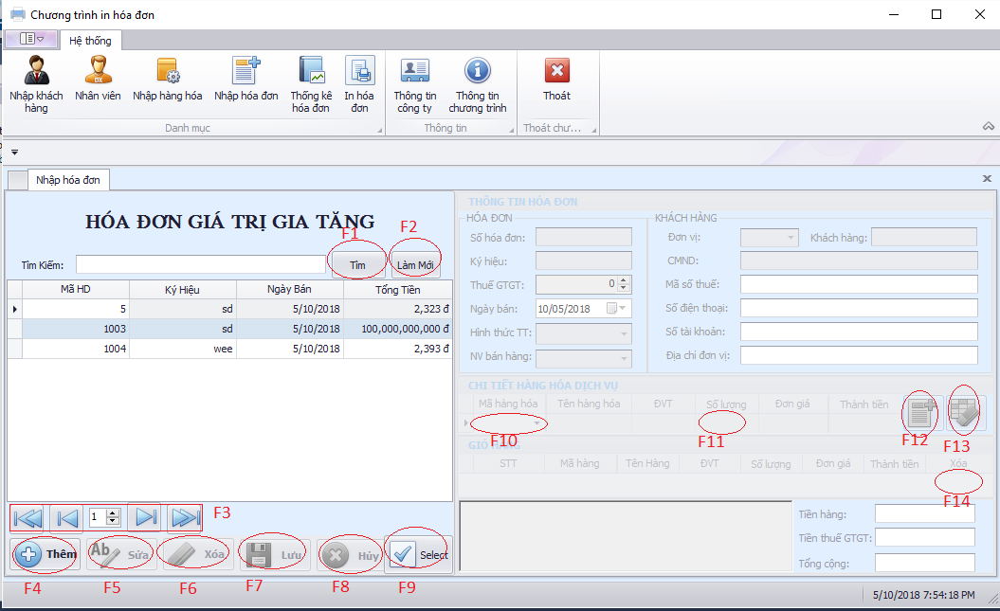 Chương trình in hóa đơn
Hệ thống
Nhập khách hàng
Nhân viên
Nhập hàng hóa
Nhập hóa đơn
Thống kê hóa đơn
In hóa đơn
Thông tin công ty
Thông tin chương trình
Thoát
Danh mục
Thông tin
Thoát chư...
Nhập hóa đơn
HÓA ĐƠN GIÁ TRỊ GIA TĂNG
F1
F2
Tìm Kiếm:
Tìm
Làm Mới
Mã HD Ký Hiệu Ngày Bán Tổng Tiền
5 sd 5/10/2018 2,323 đ
1003 sd 5/10/2018 100,000,000,000 đ
1004 wee 5/10/2018 2,393 đ
1
F3
Thêm
Ab Sửa
Xóa
Lưu
Hủy
Select
F4
F5
F6
F7
F8
F9
THÔNG TIN HÓA ĐƠN
HÓA ĐƠN
Số hóa đơn:
Ký hiệu:
Thuế GTGT: 0
Ngày bán: 10/05/2018
Hình thức TT:
NV bán hàng:
KHÁCH HÀNG
Đơn vị:
Khách hàng:
CMND:
Mã số thuế:
Số điện thoại:
Số tài khoản:
Địa chỉ đơn vị:
CHI TIẾT HÀNG HÓA DỊCH VỤ
Mã hàng hóa Tên hàng hóa ĐVT Số lượng Đơn giá Thành tiền
F10
F11
F12
F13
GIỎ HÀNG
STT Mã hàng Tên Hàng ĐVT Số lượng Đơn giá Thành tiền Xóa
F14
Tiền hàng:
Tiền thuế GTGT:
Tổng cộng:
5/10/2018 7:54:18 PM